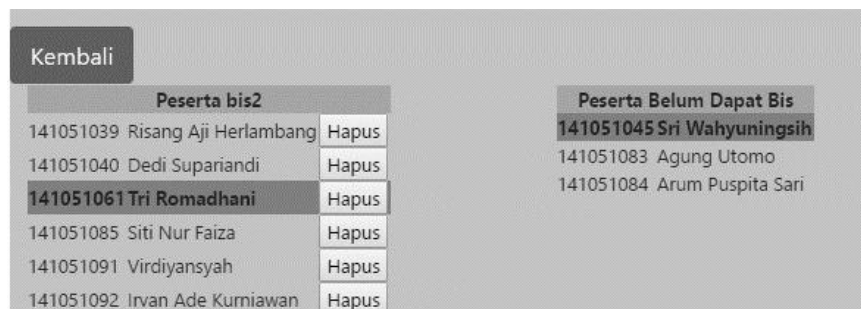 Kembali
Peserta bis2
141051039 Risang Aji Herlambang Hapus
141051040 Dedi Supariandi Hapus
141051061 Tri Romadhani Hapus
141051085 Siti Nur Faiza Hapus
141051091 Virdiyansyah Hapus
141051092 Irvan Ade Kurniawan Hapus
Peserta Belum Dapat Bis
141051045 Sri Wahyuningsih
141051083 Agung Utomo
141051084 Arum Puspita Sari